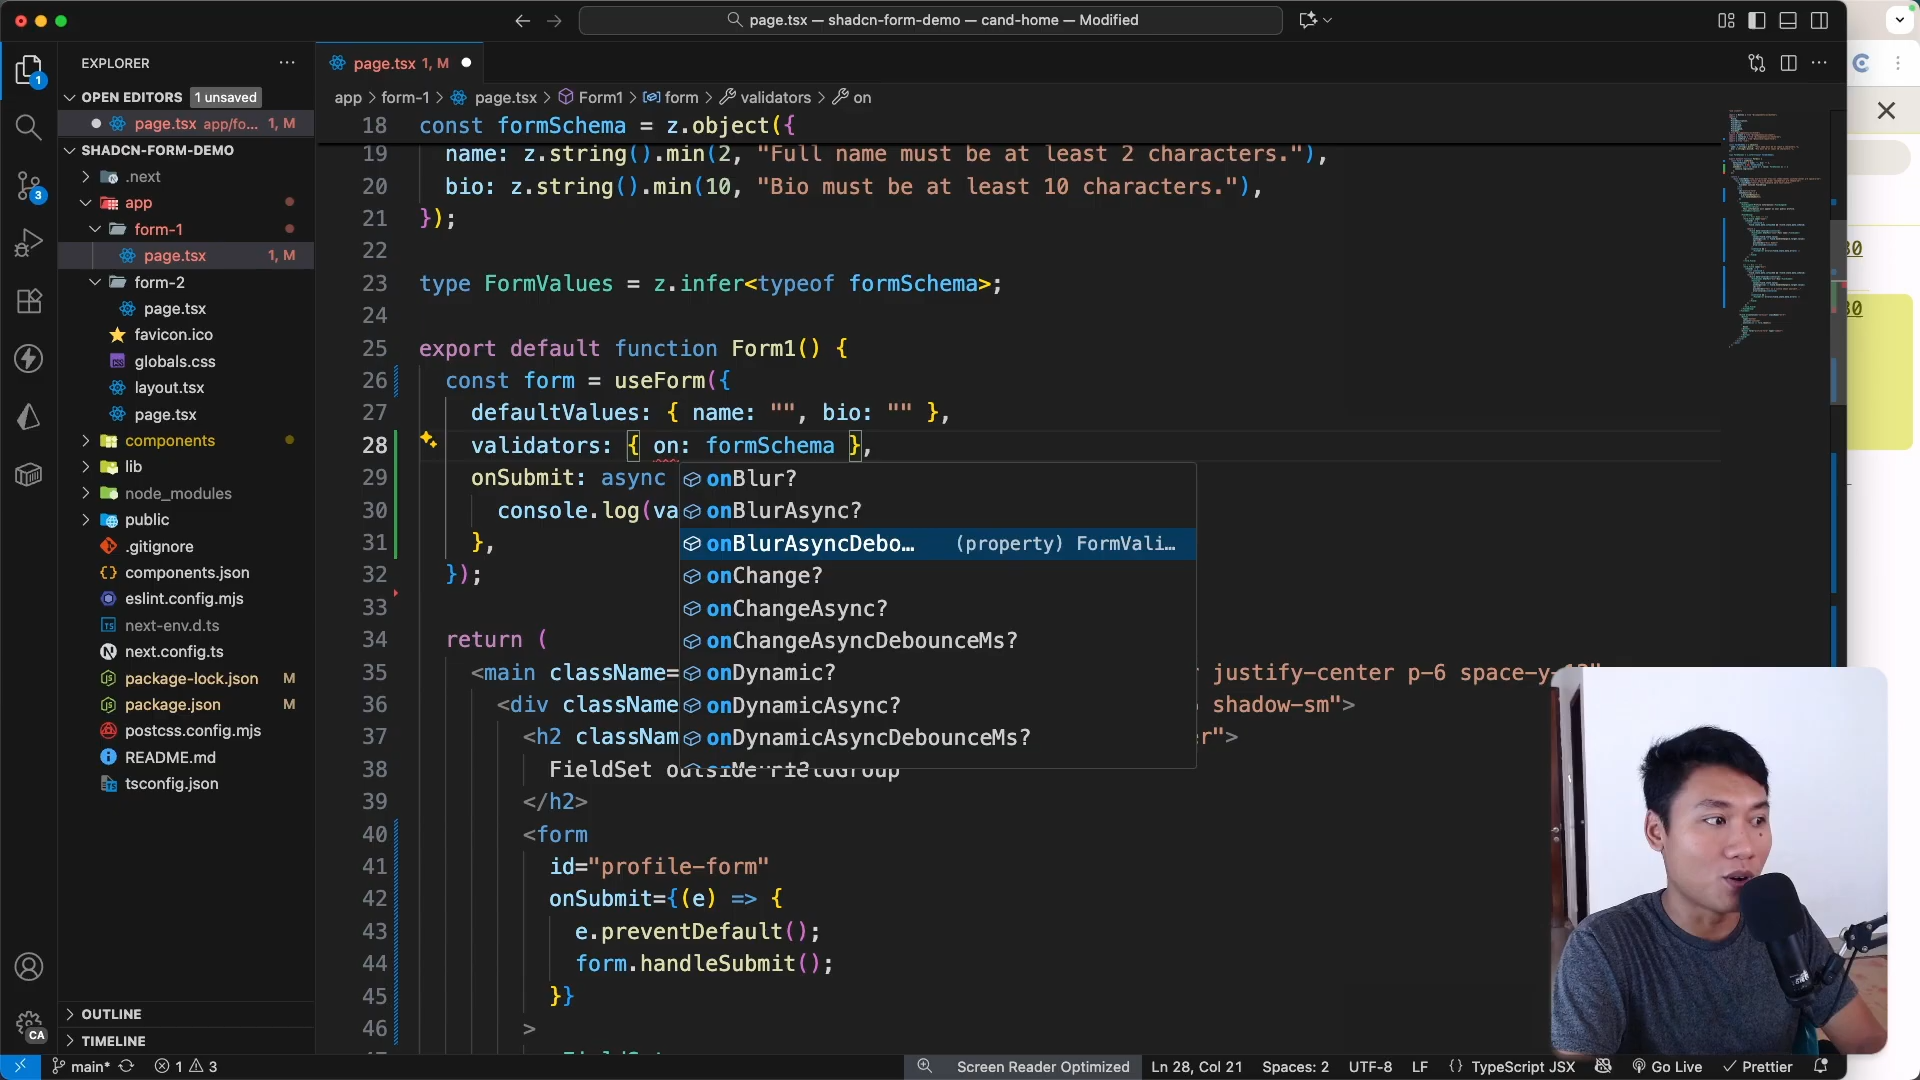 page.tsx — shadcn-form-demo — cand-home — Modified
EXPLORER
OPEN EDITORS 1 unsaved
page.tsx app/fo... 1, M
SHADCN-FORM-DEMO
.next
app
form-1
page.tsx 1, M
form-2
page.tsx
favicon.ico
globals.css
layout.tsx
page.tsx
components
lib
node_modules
public
.gitignore
components.json
eslint.config.mjs
next-env.d.ts
next.config.ts
package-lock.json M
package.json M
postcss.config.mjs
README.md
tsconfig.json
OUTLINE
TIMELINE
1
3
CA
page.tsx 1, M
app > form-1 > page.tsx > Form1 > form > validators > on
18 const formSchema = z.object({
19 name: z.string().min(2, "Full name must be at least 2 characters."),
20 bio: z.string().min(10, "Bio must be at least 10 characters."),
21 });
22
23 type FormValues = z.infer<typeof formSchema>;
24
25 export default function Form1() {
26 const form = useForm({
27 defaultValues: { name: "", bio: "" },
28 validators: { on: formSchema },
29 onSubmit: async
30 console.log(va
31 },
32 });
33
34 return (
35 <main className= justify-center p-6 space-y-12"
36 <div className shadow-sm">
37 <h2 classNam r">
38 FieldSet outside FieldGroup
39 </h2>
40 <form
41 id="profile-form"
42 onSubmit={(e) => {
43 e.preventDefault();
44 form.handleSubmit();
45 }}
46 >
onBlur?
onBlurAsync?
onBlurAsyncDebo... (property) FormVali...
onChange?
onChangeAsync?
onChangeAsyncDebounceMs?
onDynamic?
onDynamicAsync?
onDynamicAsyncDebounceMs?
main* 1 3
Screen Reader Optimized Ln 28, Col 21 Spaces: 2 UTF-8 LF {} TypeScript JSX Go Live Prettier